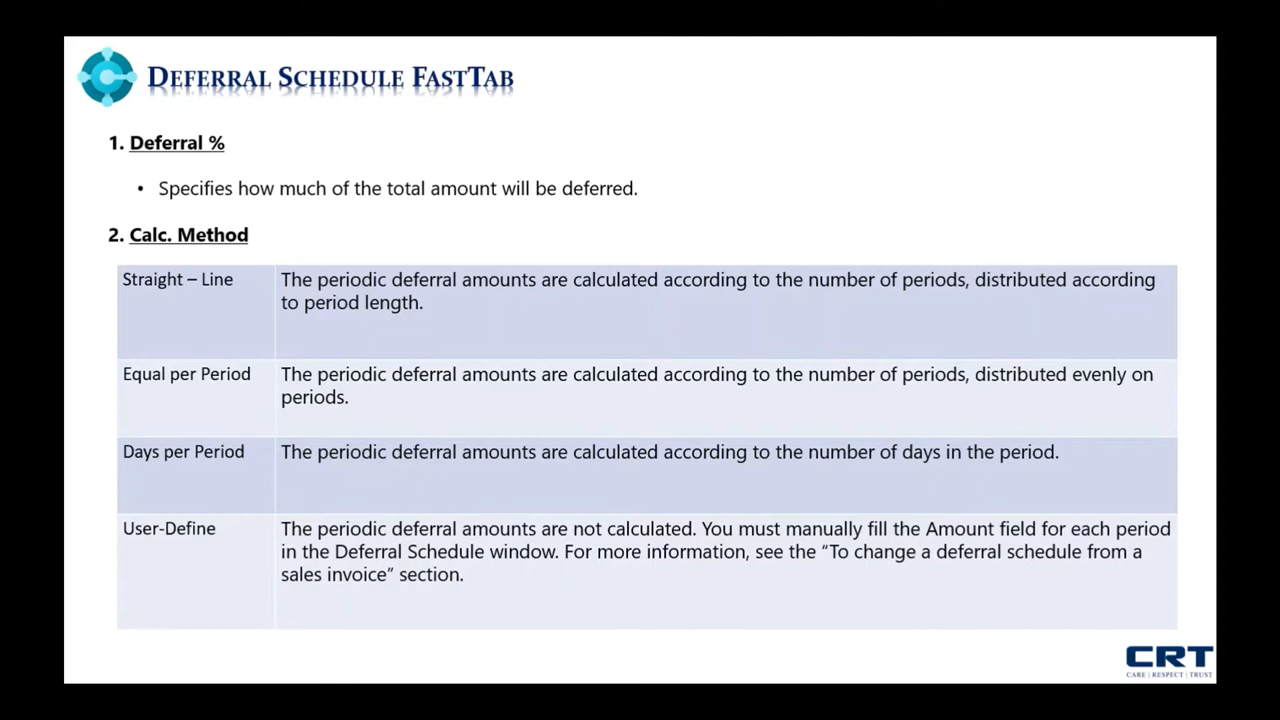 DEFERRAL SCHEDULE FASTTAB
1. Deferral %
• Specifies how much of the total amount will be deferred.
2. Calc. Method
Straight – Line
The periodic deferral amounts are calculated according to the number of periods, distributed according
to period length.
Equal per Period
The periodic deferral amounts are calculated according to the number of periods, distributed evenly on
periods.
Days per Period
The periodic deferral amounts are calculated according to the number of days in the period.
User-Define
The periodic deferral amounts are not calculated. You must manually fill the Amount field for each period
in the Deferral Schedule window. For more information, see the “To change a deferral schedule from a
sales invoice” section.
CRT
CARE | RESPECT | TRUST